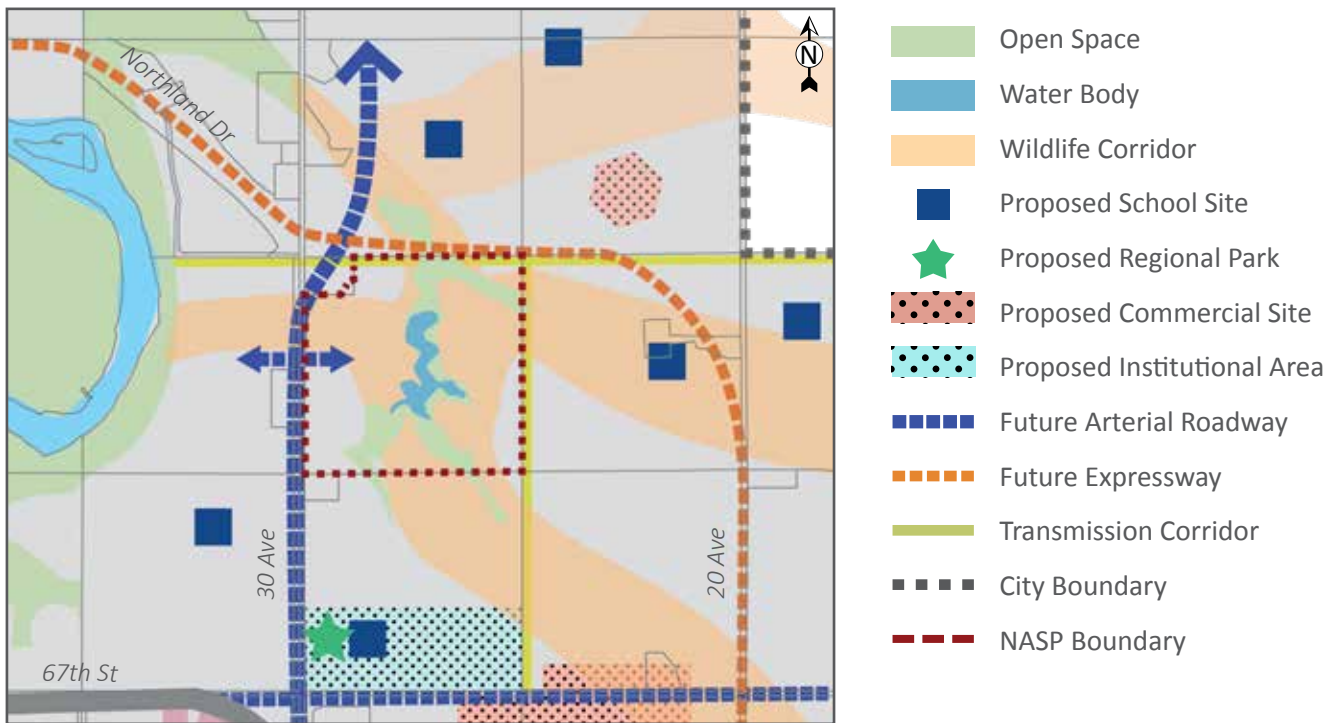 Northland Dr
N
30 Ave
20 Ave
67th St
Open Space
Water Body
Wildlife Corridor
Proposed School Site
Proposed Regional Park
Proposed Commercial Site
Proposed Institutional Area
Future Arterial Roadway
Future Expressway
Transmission Corridor
City Boundary
NASP Boundary